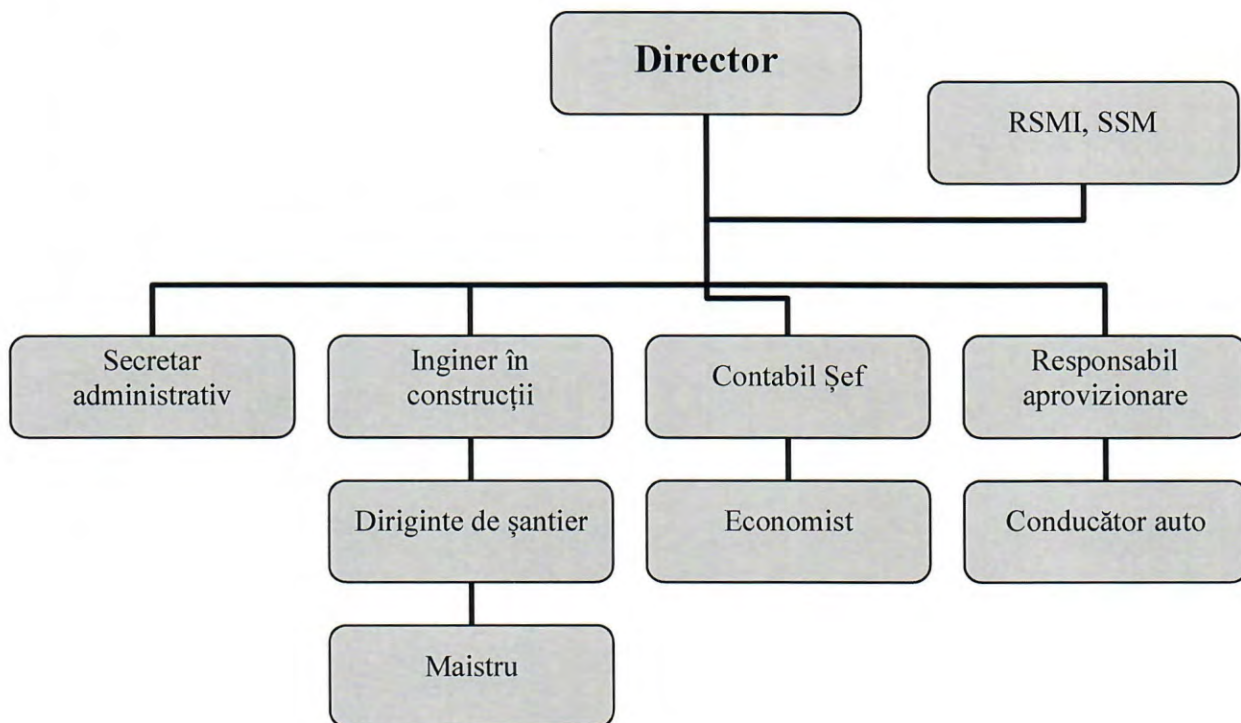 Director
RSMI, SSM
Secretar
administrativ
Inginer în
construcții
Contabil Șef
Responsabil
aprovizionare
Diriginte de șantier
Economist
Conducător auto
Maistru